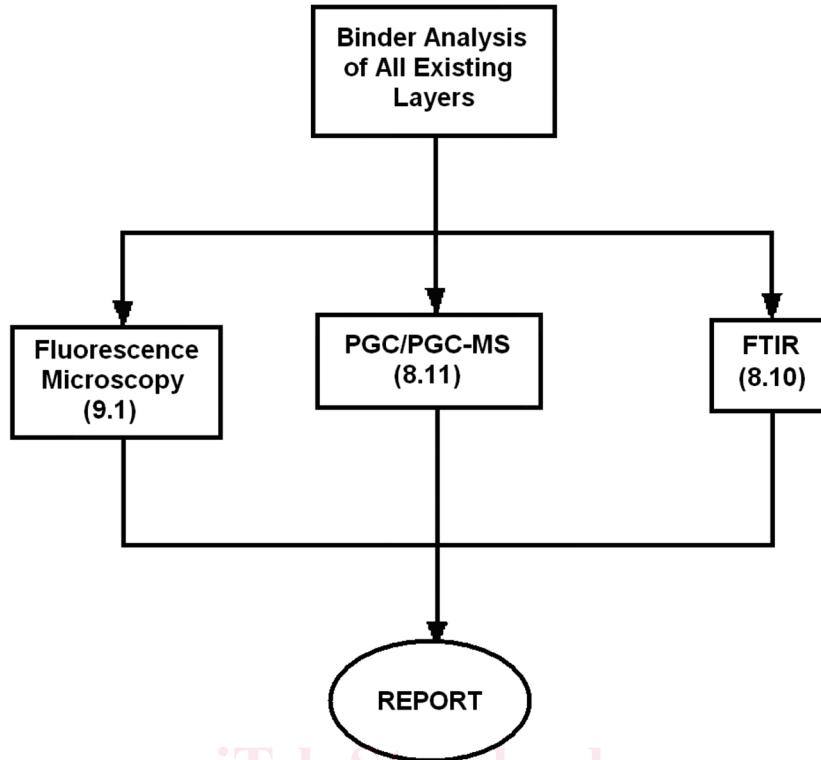 Binder Analysis
of All Existing
Layers
Fluorescence
Microscopy
(9.1)
PGC/PGC-MS
(8.11)
FTIR
(8.10)
REPORT